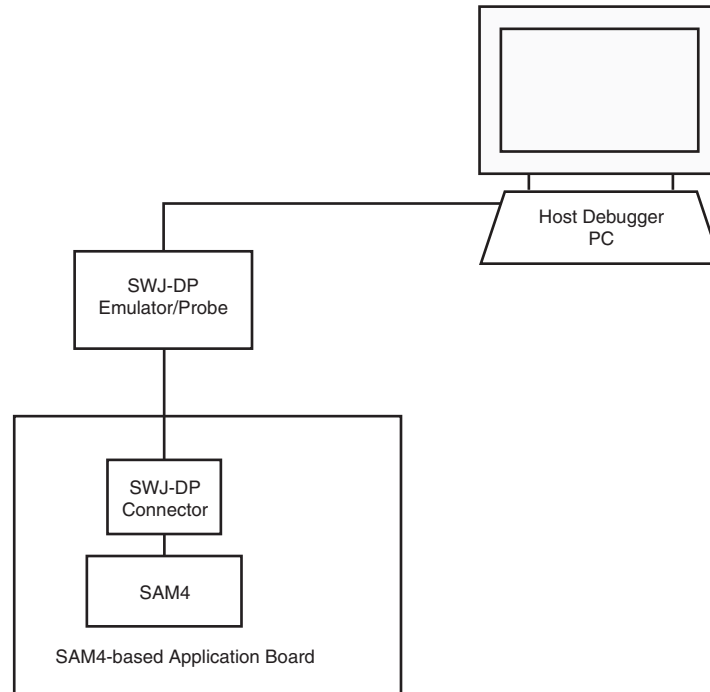 Host Debugger
PC
SWJ-DP
Emulator/Probe
SWJ-DP
Connector
SAM4
SAM4-based Application Board